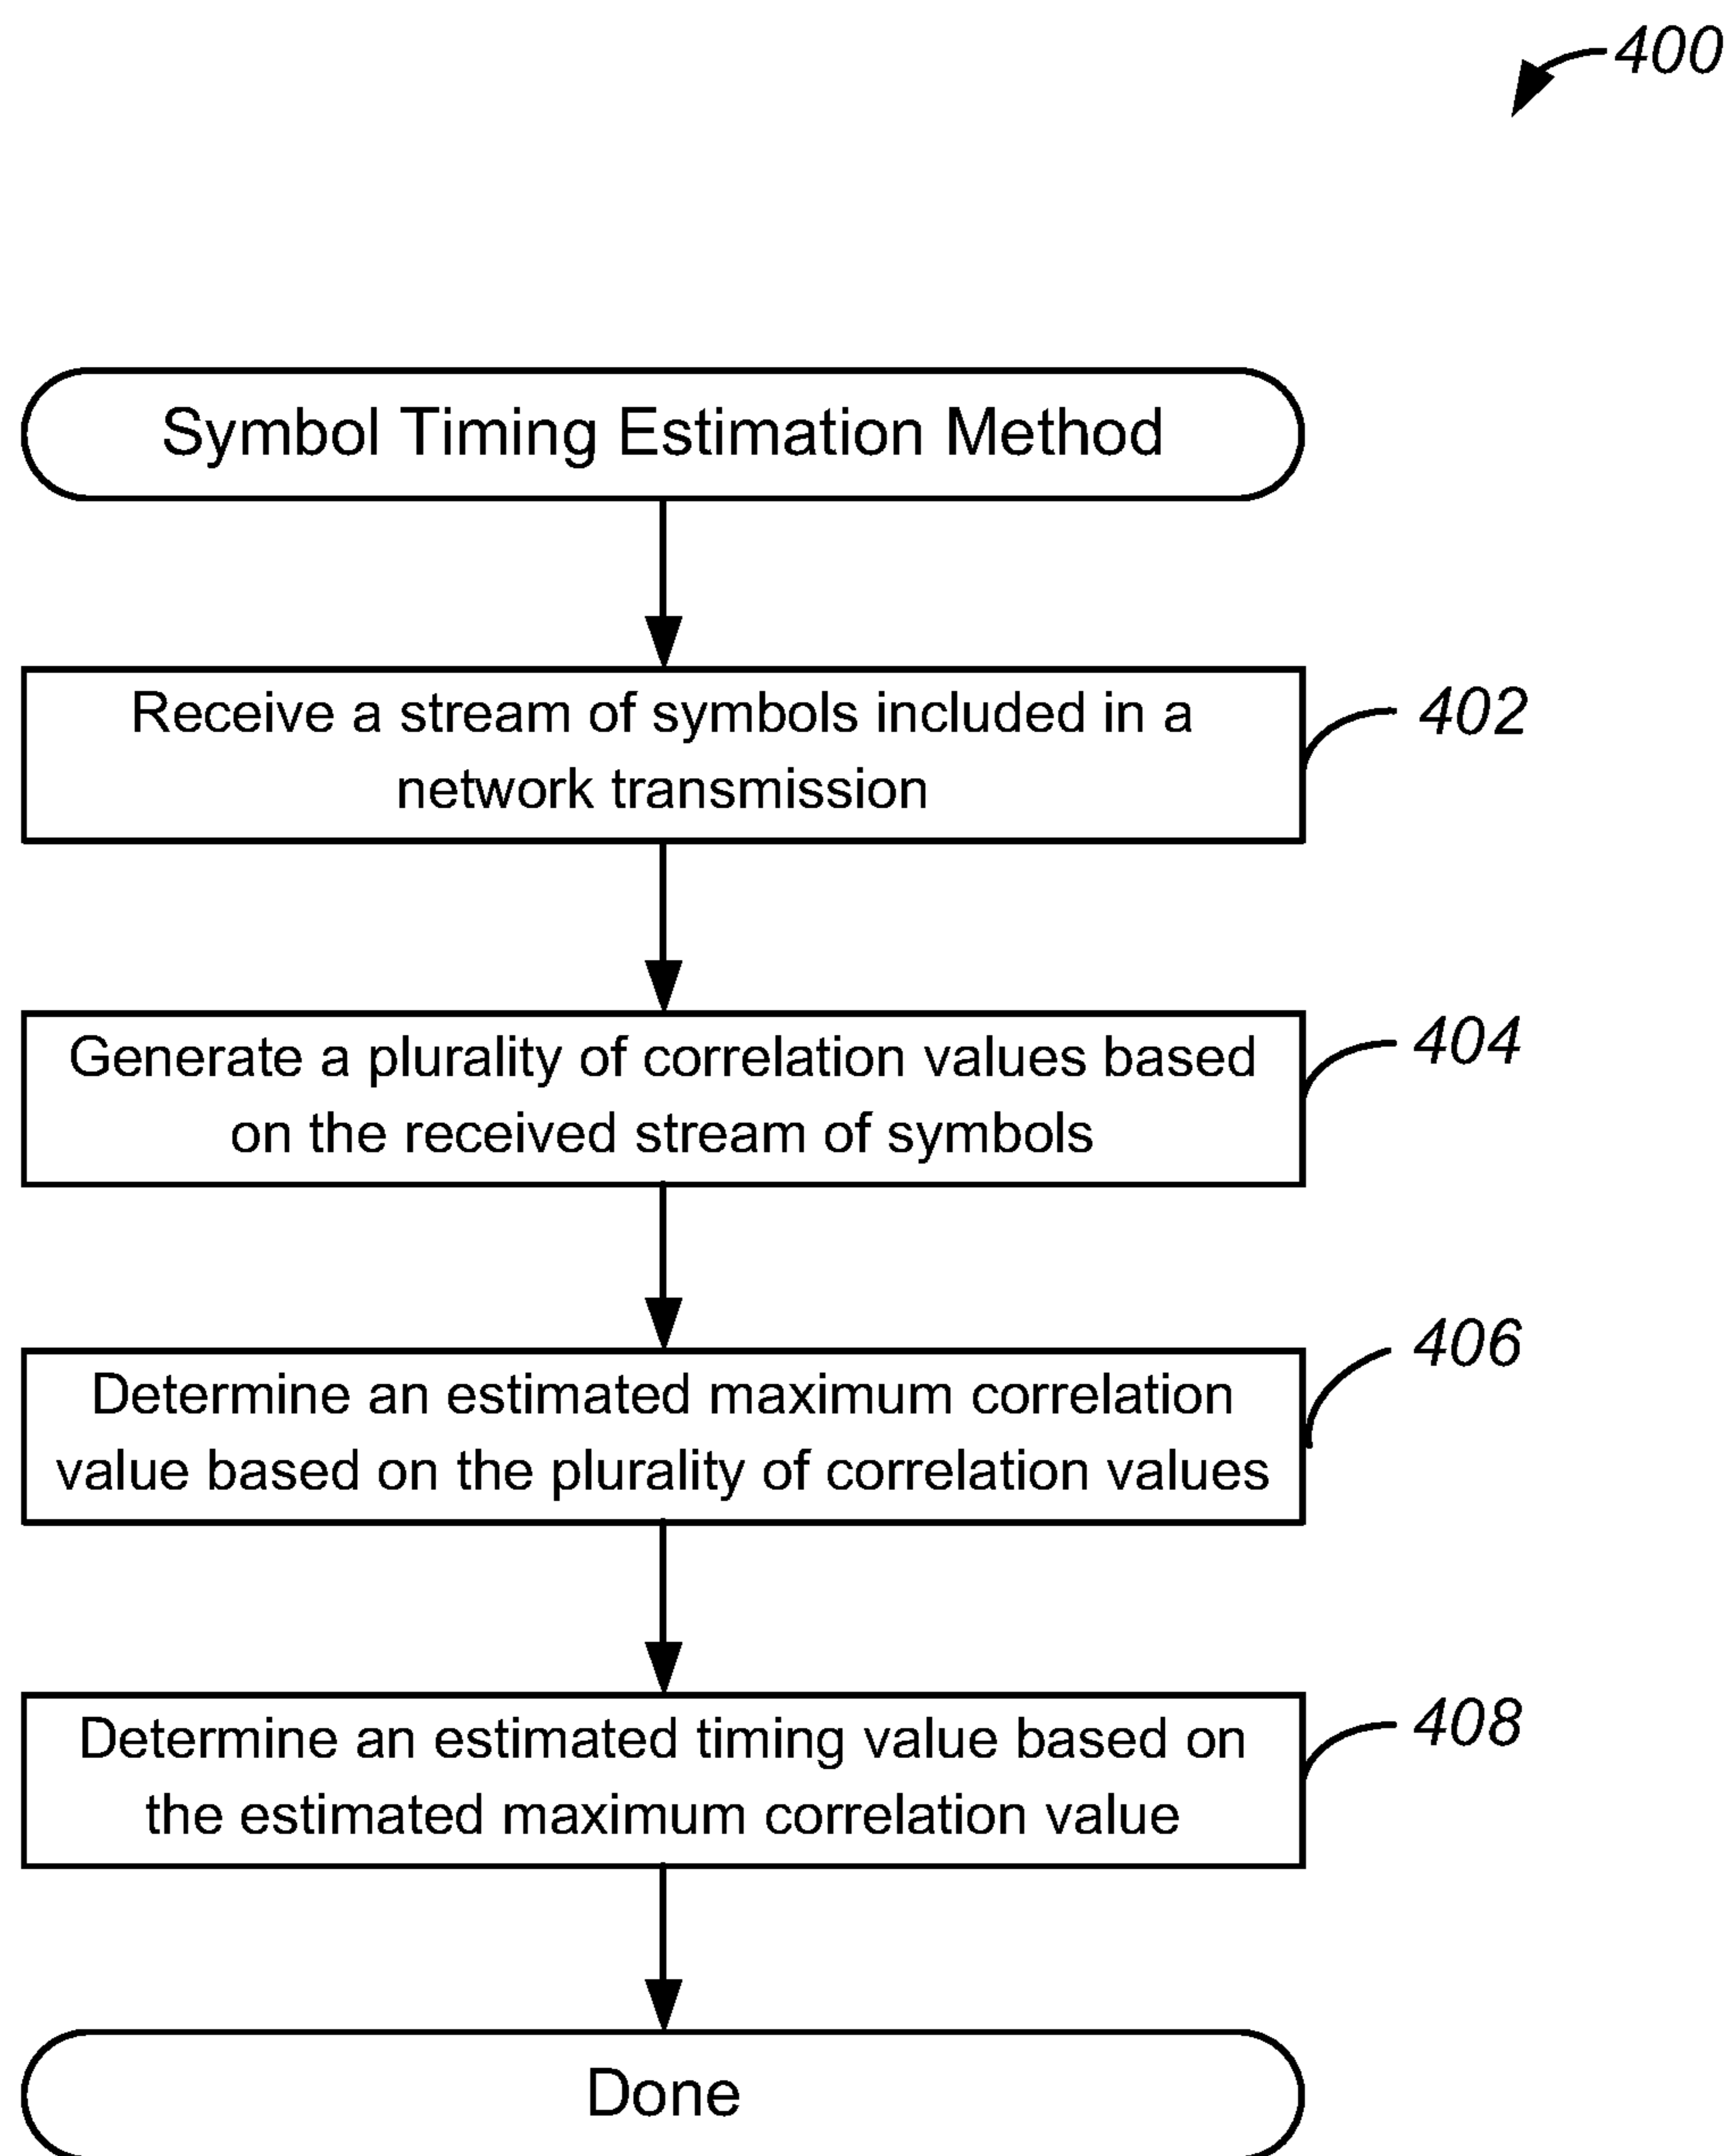 400
Symbol Timing Estimation Method
Receive a stream of symbols included in a
network transmission
402
Generate a plurality of correlation values based
on the received stream of symbols
404
Determine an estimated maximum correlation
value based on the plurality of correlation values
406
Determine an estimated timing value based on
the estimated maximum correlation value
408
Done